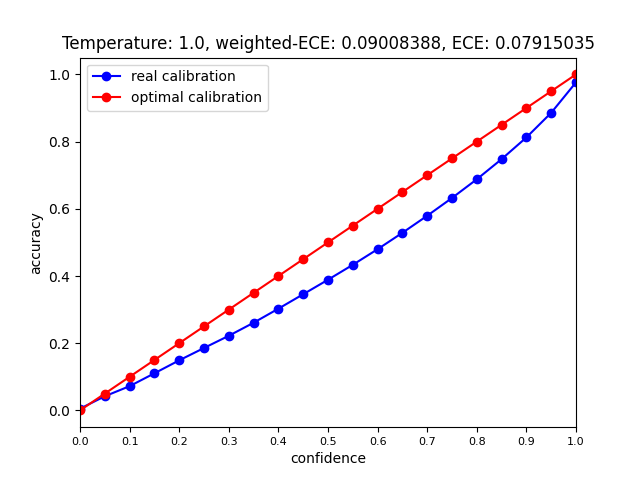 Temperature: 1.0, weighted-ECE: 0.09008388, ECE: 0.07915035
real calibration
optimal calibration
accuracy
1.0
0.8
0.6
0.4
0.2
0.0
0.0 0.1 0.2 0.3 0.4 0.5 0.6 0.7 0.8 0.9 1.0
confidence